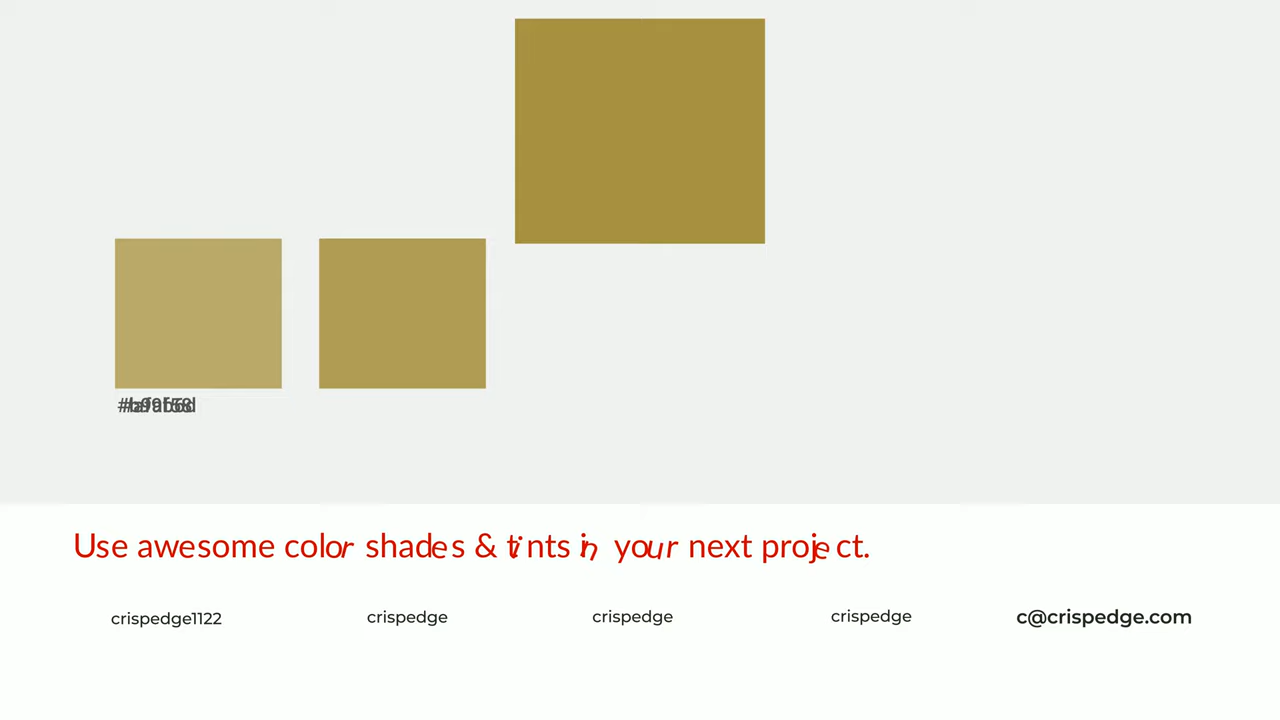 Use awesome color shades & tints in your next project.
crispedge1122 crispedge crispedge crispedge c@crispedge.com